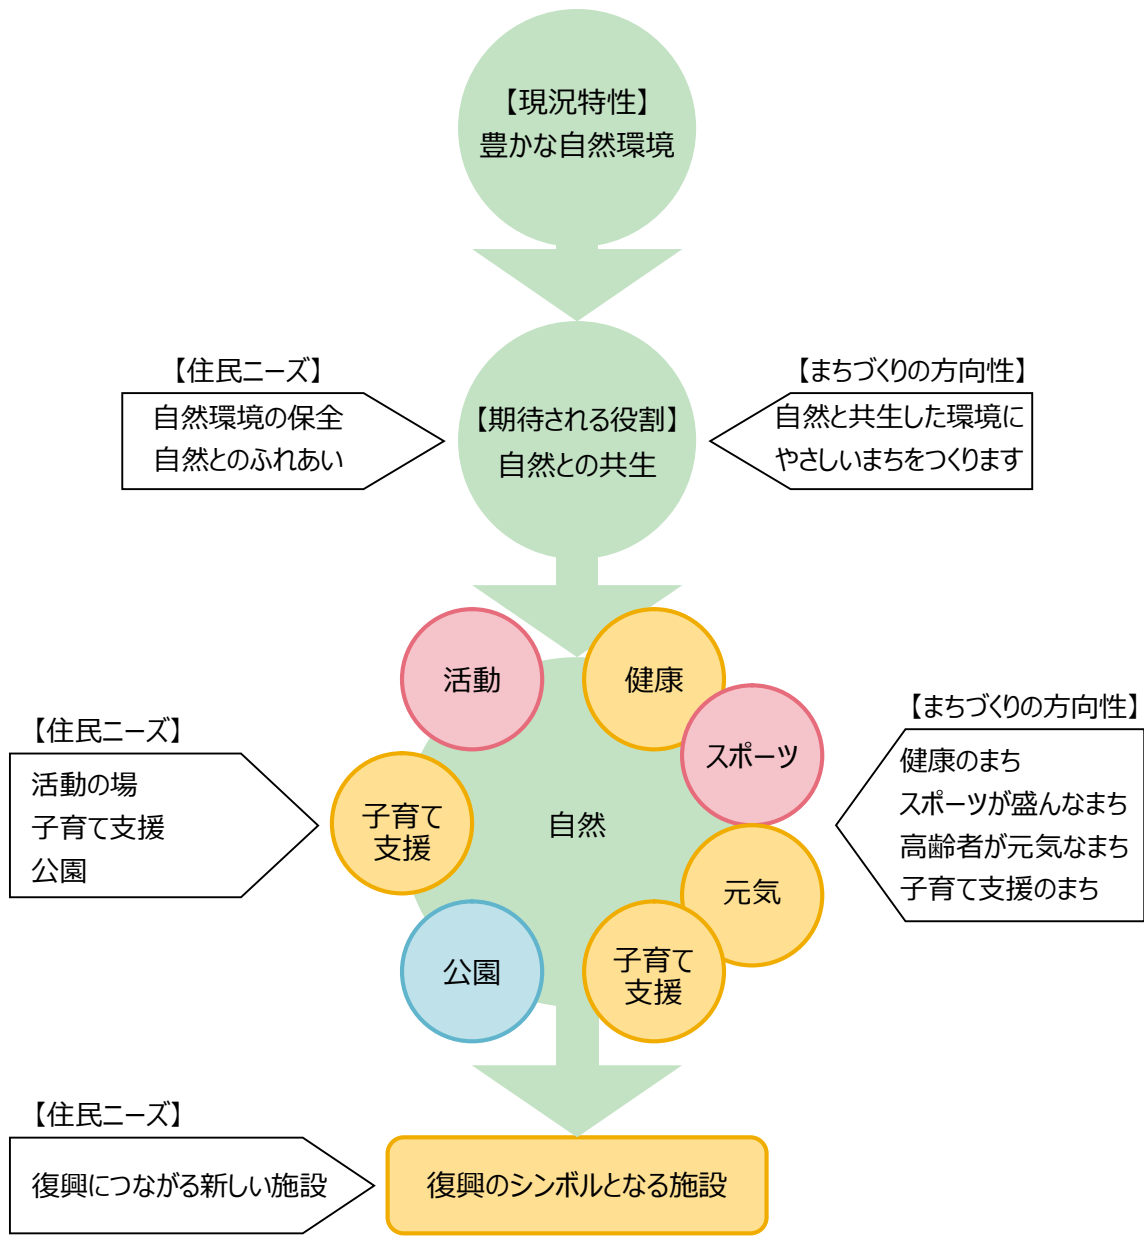 【現況特性】
豊かな自然環境
【住民ニーズ】
自然環境の保全
自然とのふれあい
【期待される役割】
自然との共生
【まちづくりの方向性】
自然と共生した環境に
やさしいまちをつくります
【住民ニーズ】
活動の場
子育て支援
公園
活動
子育て
支援
公園
自然
健康
スポーツ
元気
子育て
支援
【まちづくりの方向性】
健康のまち
スポーツが盛んなまち
高齢者が元気なまち
子育て支援のまち
【住民ニーズ】
復興につながる新しい施設
復興のシンボルとなる施設